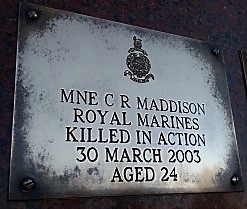 MNE C R MADDISON
ROYAL MARINES
KILLED IN ACTION
30 MARCH 2003
AGED 24